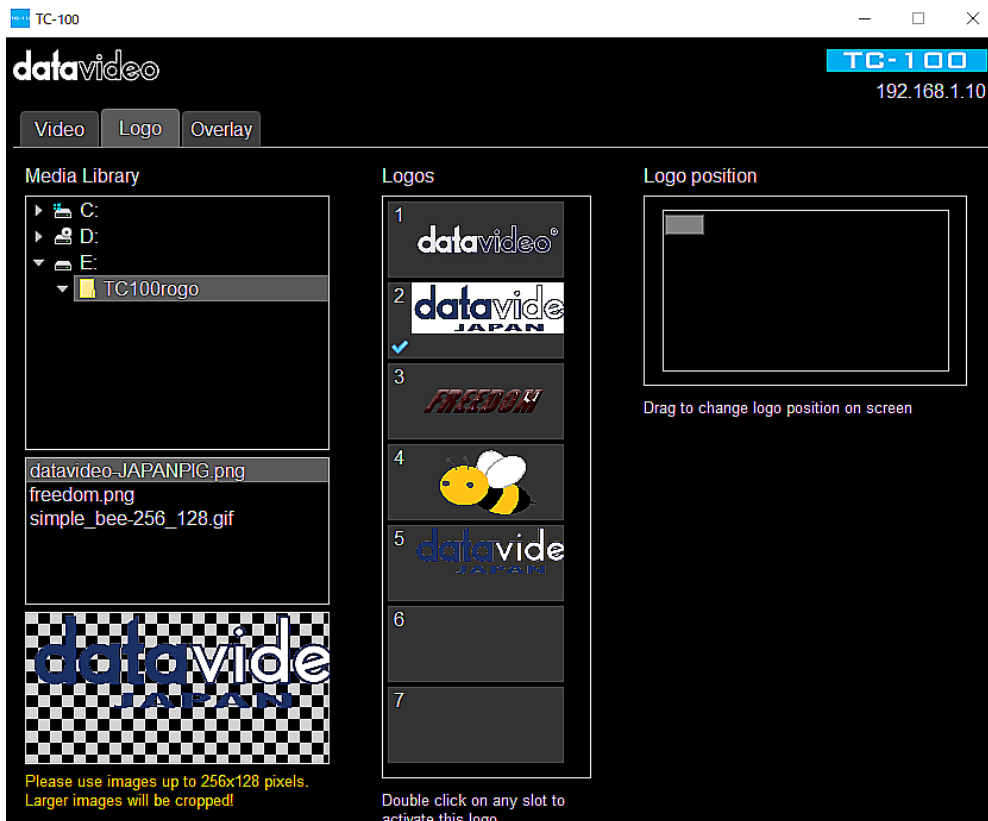 TC-100
datavideo
TC-100
192.168.1.10
Video
Logo
Overlay
Media Library
C:
D:
E:
TC100rogo
datavideo-JAPANPIG.png
freedom.png
simple_bee-256_128.gif
datavide
JAPAN
Please use images up to 256x128 pixels.
Larger images will be cropped!
Logos
1
datavideo®
2
datavide
JAPAN
3
FREEDOM
4
5
datavide
JAPAN
6
7
Double click on any slot to
activate this logo
Logo position
Drag to change logo position on screen